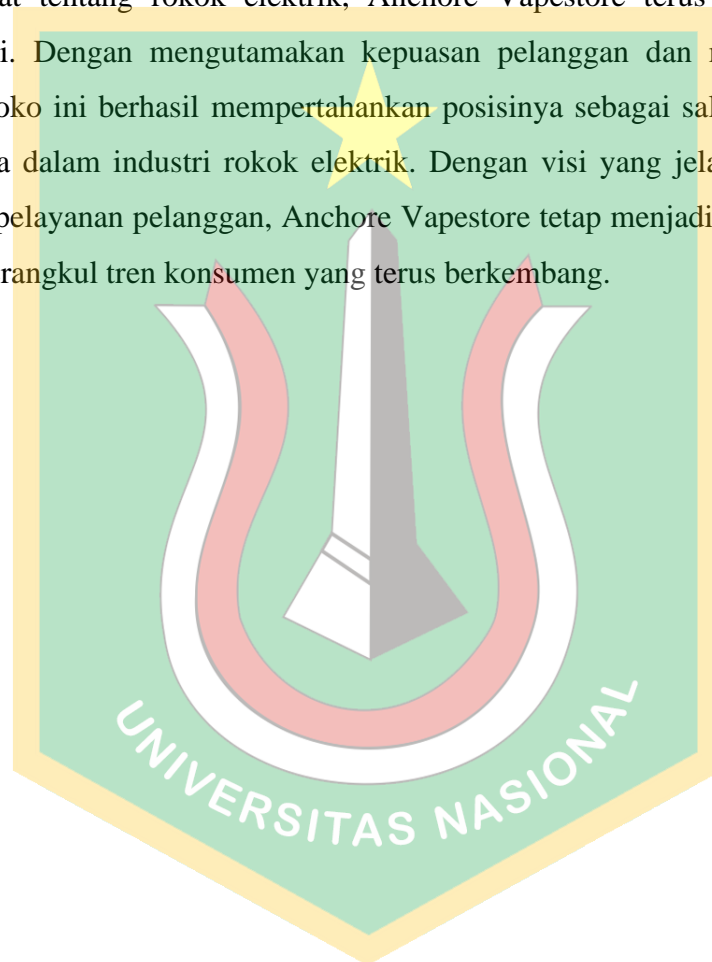 tentang rokok elektrik, Anchore Vapestore terus
Dengan mengutamakan kepuasan pelanggan dan
ini berhasil mempertahankan posisinya sebagai
dalam industri rokok elektrik. Dengan visi yang
pelayanan pelanggan, Anchore Vapestore tetap menjadi
tren konsumen yang terus berkembang.
UNIVERSITAS NASIONAL